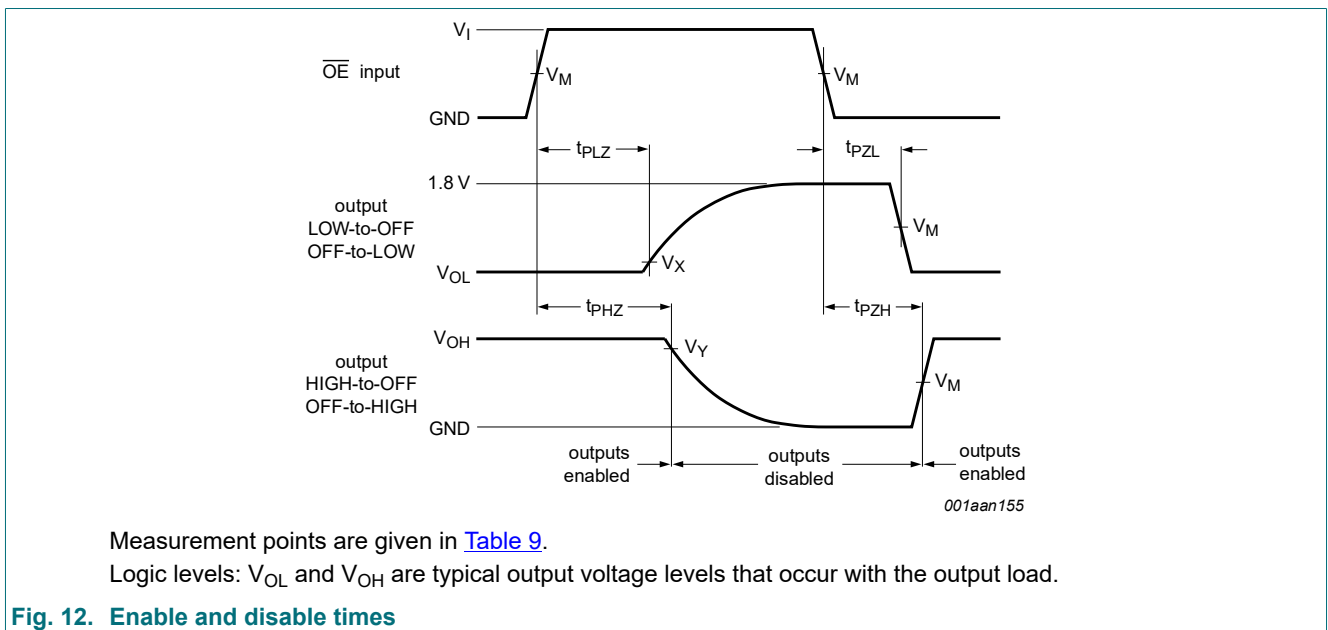 V_I
V_M
V_M
OE input
GND
t_PLZ
t_PZL
1.8 V
output
LOW-to-OFF
OFF-to-LOW
V_M
V_X
V_OL
t_PHZ
t_PZH
V_OH
V_Y
output
HIGH-to-OFF
OFF-to-HIGH
V_M
GND
outputs
enabled
outputs
disabled
outputs
enabled
001aan155
Measurement points are given in Table 9.
Logic levels: V_OL and V_OH are typical output voltage levels that occur with the output load.
Fig. 12. Enable and disable times